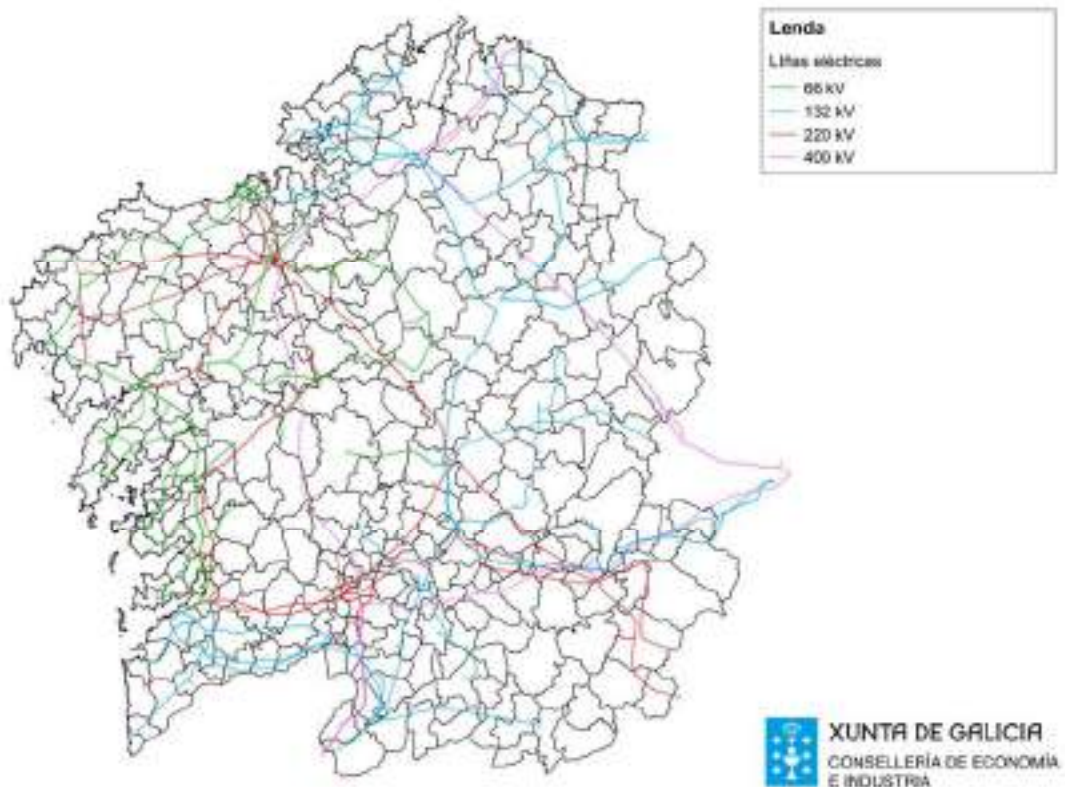 Lenda
Liñas eléctricas
66 kV
132 kV
220 kV
400 kV
XUNTA DE GALICIA
CONSELLERÍA DE ECONOMÍA
E INDUSTRIA